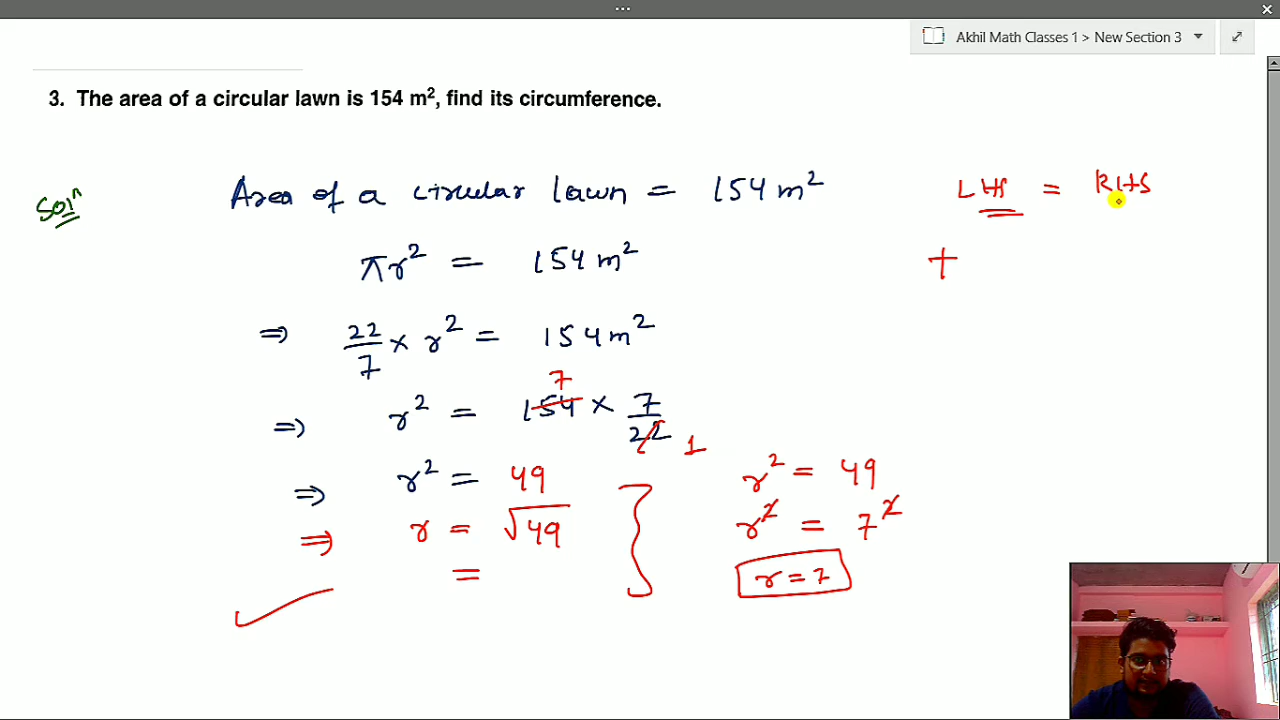 Akhil Math Classes 1 > New Section 3
3. The area of a circular lawn is 154 m², find its circumference.
Solⁿ
Area of a circular lawn = 154 m²
LHS = RHS
πr² = 154 m²
+
⇒ 22/7 × r² = 154 m²
7
⇒ r² = 154 × 7/22
1
⇒ r² = 49
r² = 49
⇒ r = √49
r² = 7²
=
r = 7